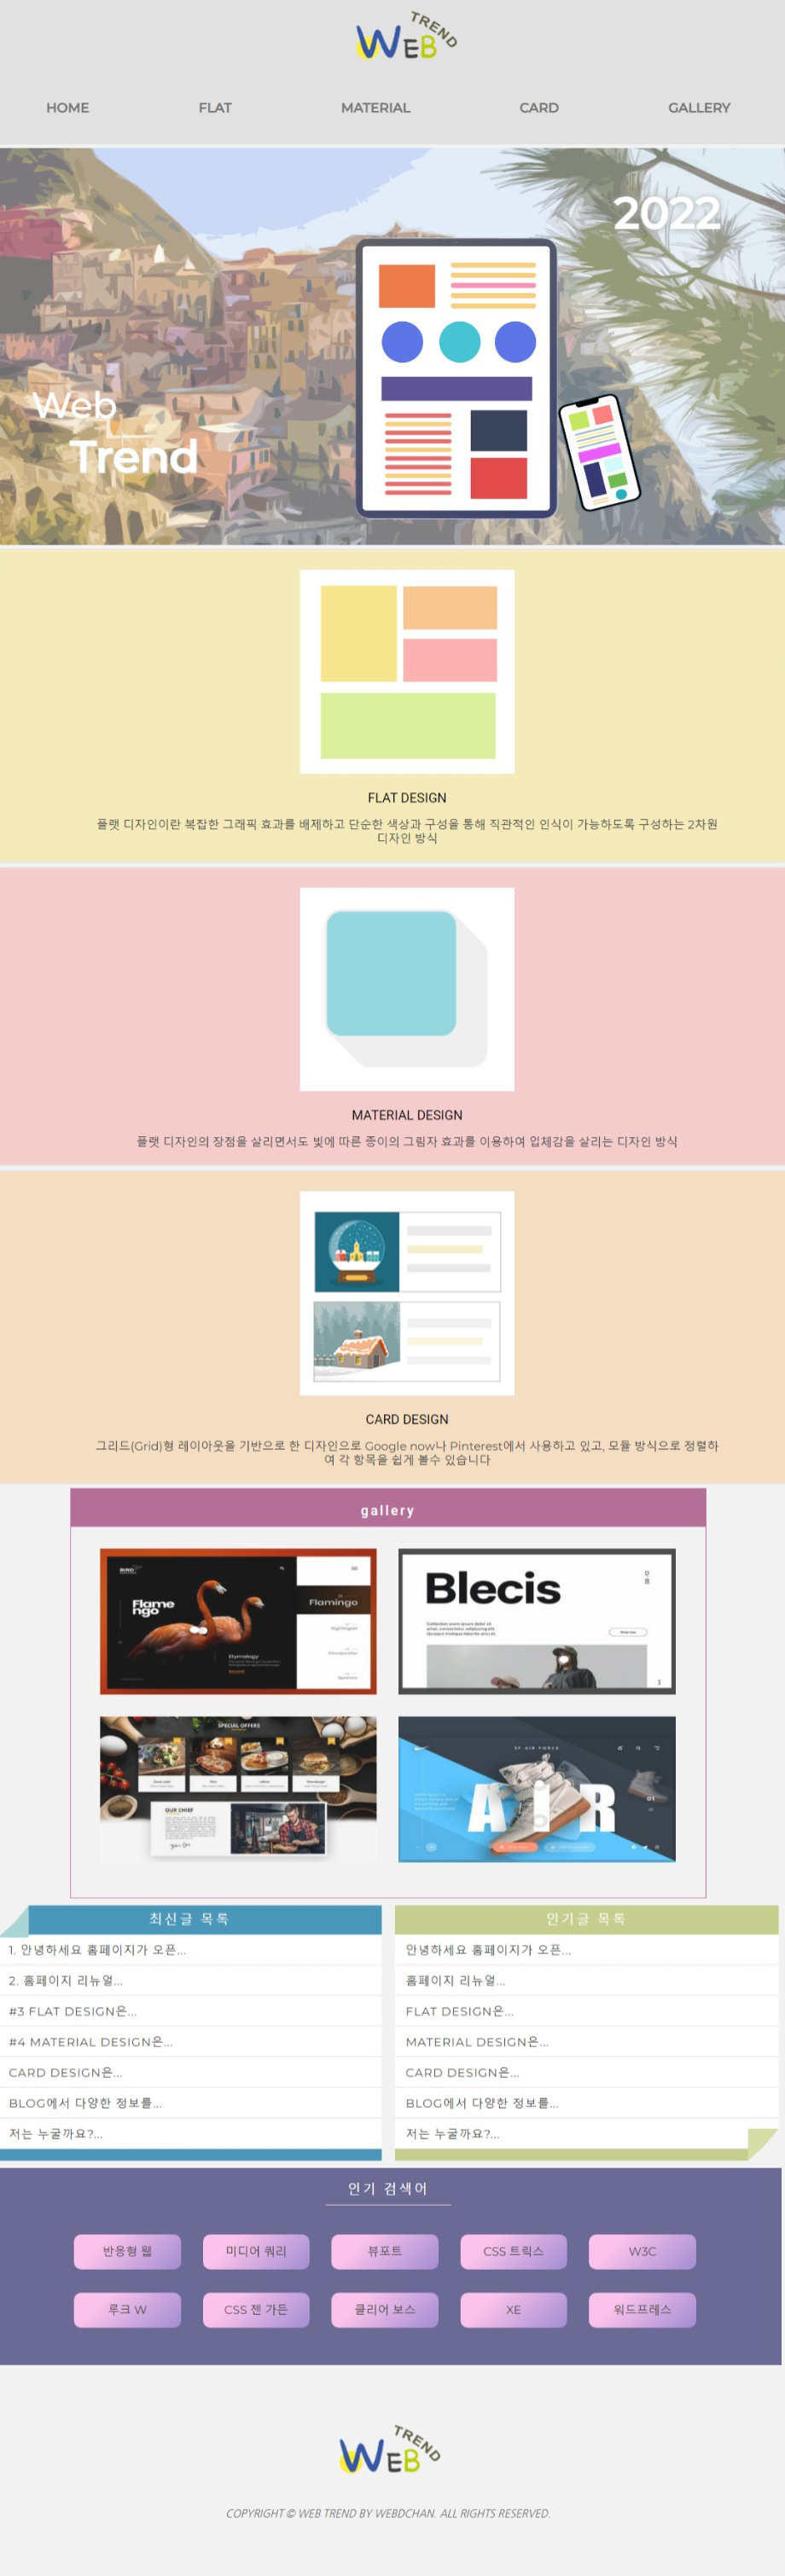 WEB TREND
HOME
FLAT
MATERIAL
CARD
GALLERY
2022
Web
Trend
FLAT DESIGN
플랫 디자인이란 복잡한 그래픽 효과를 배제하고 단순한 색상과 구성을 통해 직관적인 인식이 가능하도록 구성하는 2차원
디자인 방식
MATERIAL DESIGN
플랫 디자인의 장점을 살리면서도 빛에 따른 종이의 그림자 효과를 이용하여 입체감을 살리는 디자인 방식
CARD DESIGN
그리드(Grid)형 레이아웃을 기반으로 한 디자인으로 Google now나 Pinterest에서 사용하고 있고, 모듈 방식으로 정렬하
여 각 항목을 쉽게 볼수 있습니다
gallery
Flame
ngo
Flamingo
Etymology
Blecis
SPECIAL OFFERS
OUR CHIEF
AIR
최신글 목록
1. 안녕하세요 홈페이지가 오픈...
2. 홈페이지 리뉴얼...
#3 FLAT DESIGN은...
#4 MATERIAL DESIGN은...
CARD DESIGN은...
BLOG에서 다양한 정보를...
저는 누굴까요?...
인기글 목록
안녕하세요 홈페이지가 오픈...
홈페이지 리뉴얼...
FLAT DESIGN은...
MATERIAL DESIGN은...
CARD DESIGN은...
BLOG에서 다양한 정보를...
저는 누굴까요?...
인기 검색어
반응형 웹
미디어 쿼리
뷰포트
CSS 트릭스
W3C
루크 W
CSS 젠 가든
클리어 보스
XE
워드프레스
WEB TREND
COPYRIGHT © WEB TREND BY WEBDCHAN. ALL RIGHTS RESERVED.